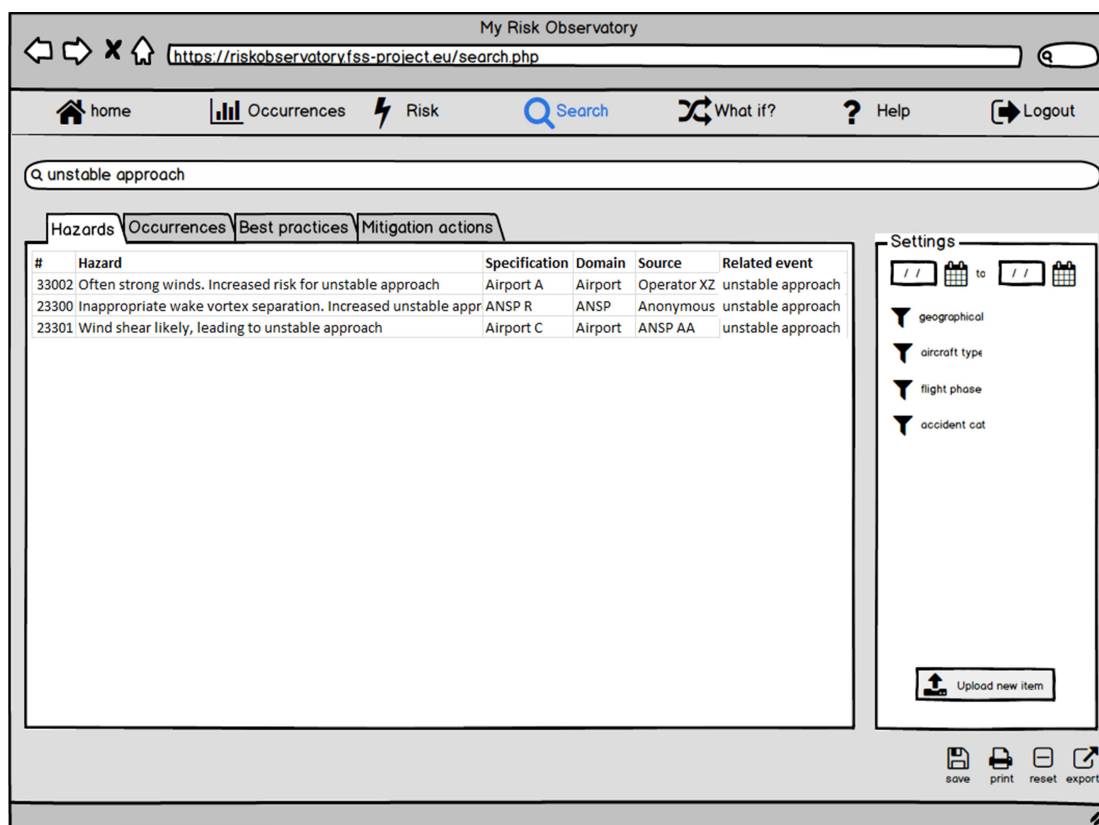 My Risk Observatory
https://riskobservatory.fss-project.eu/search.php
home Occurrences Risk Search What if? ? Help Logout
unstable approach
Hazards Occurrences Best practices Mitigation actions
# Hazard Specification Domain Source Related event
33002 Often strong winds. Increased risk for unstable approach Airport A Airport Operator XZ unstable approach
23300 Inappropriate wake vortex separation. Increased unstable appr ANSP R ANSP Anonymous unstable approach
23301 Wind shear likely, leading to unstable approach Airport C Airport ANSP AA unstable approach
Settings
/ / to / /
geographical
aircraft type
flight phase
accident cat
Upload new item
save print reset export